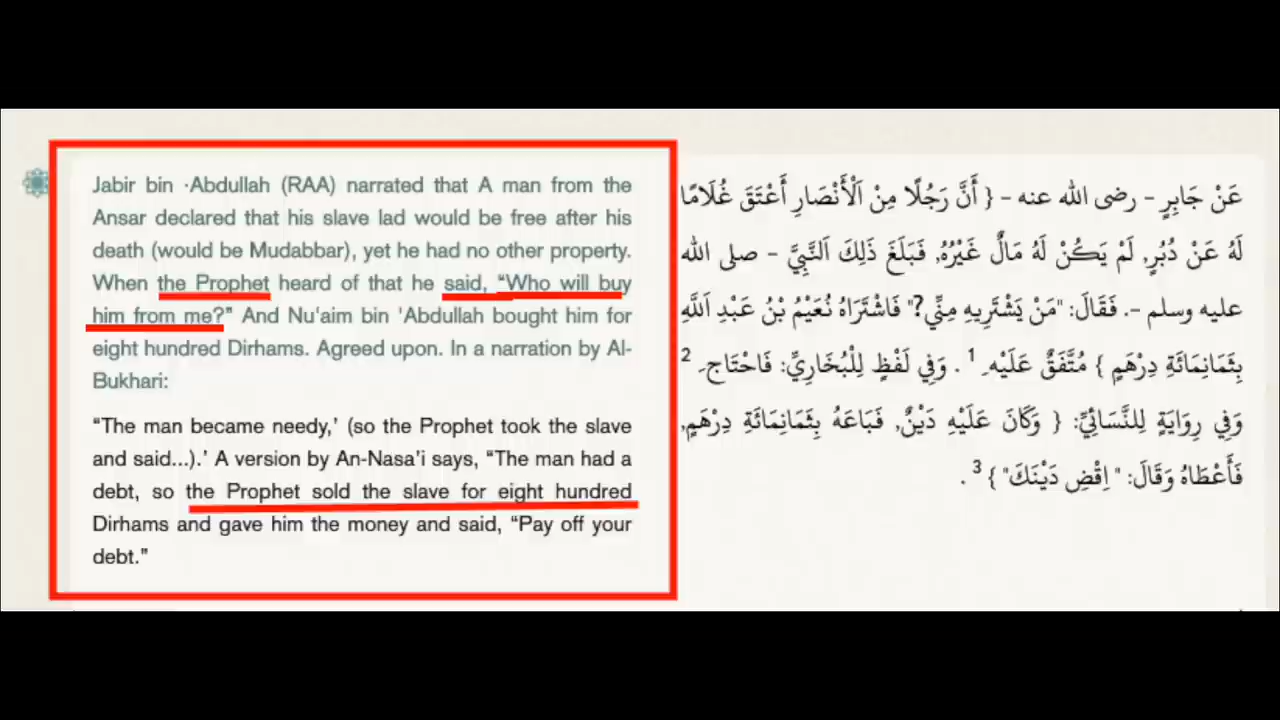 Jabir bin ·Abdullah (RAA) narrated that A man from the
Ansar declared that his slave lad would be free after his
death (would be Mudabbar), yet he had no other property.
When the Prophet heard of that he said, “Who will buy
him from me?” And Nu'aim bin 'Abdullah bought him for
eight hundred Dirhams. Agreed upon. In a narration by Al-
Bukhari:
“The man became needy,’ (so the Prophet took the slave
and said...).’ A version by An-Nasa’i says, “The man had a
debt, so the Prophet sold the slave for eight hundred
Dirhams and gave him the money and said, “Pay off your
debt.”
عَنْ جَابِرٍ - رضى الله عنه - { أَنَّ رَجُلًا مِنْ اَلْأَنْصَارِ أَعْتَقَ غُلَامًا
لَهُ عَنْ دُبُرٍ, لَمْ يَكُنْ لَهُ مَالٌ غَيْرُهُ, فَبَلَغَ ذَلِكَ اَلنَّبِيَّ - صلى الله
عليه وسلم -. فَقَالَ: "مَنْ يَشْتَرِيهِ مِنِّي?" فَاشْتَرَاهُ نُعَيْمُ بْنُ عَبْدِ اَللَّهِ
بِثَمَانِمَائَةِ دِرْهَمٍ } مُتَّفَقٌ عَلَيْهِ 1 . وَفِي لَفْظٍ لِلْبُخَارِيِّ: فَاحْتَاجَ 2
وَفِي رِوَايَةٍ لِلنَّسَائِيِّ: { وَكَانَ عَلَيْهِ دَيْنٌ, فَبَاعَهُ بِثَمَانِمَائَةِ دِرْهَمٍ,
فَأَعْطَاهُ وَقَالَ: " اِقْضِ دَيْنَكَ" } 3 .